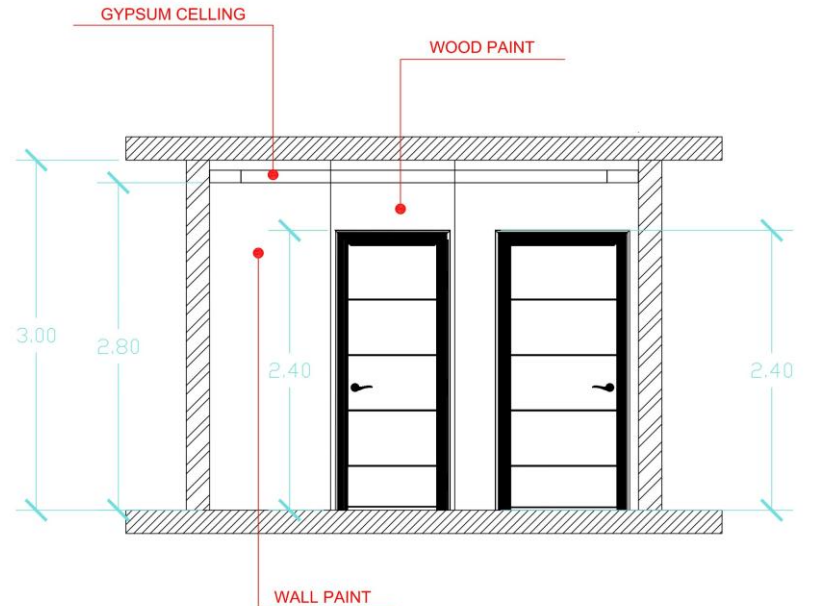 GYPSUM CELLING
WOOD PAINT
3.00
2.80
2.40
2.40
WALL PAINT